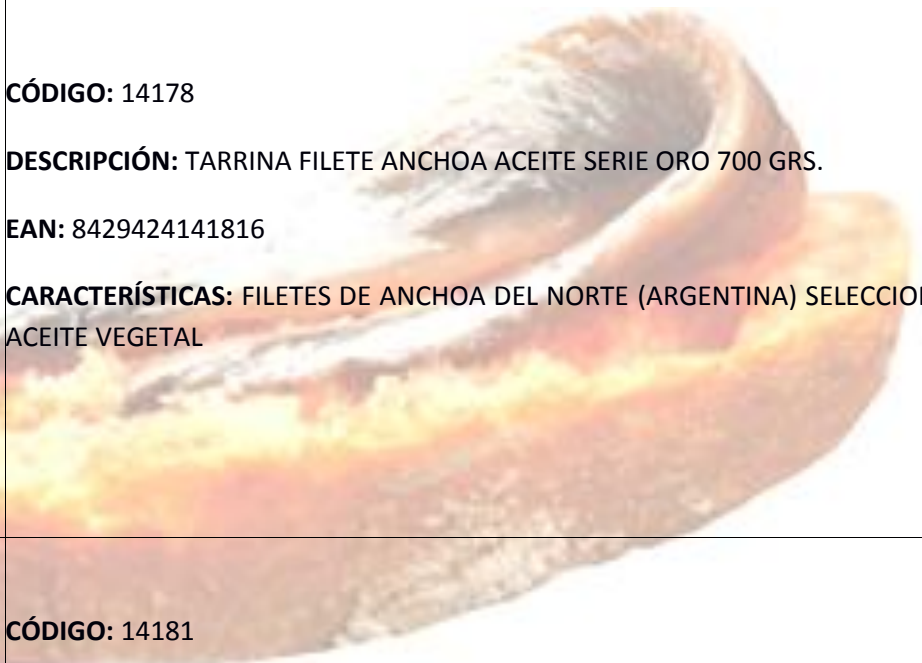 CÓDIGO: 14178
DESCRIPCIÓN: TARRINA FILETE ANCHOA ACEITE SERIE ORO 700 GRS.
EAN: 8429424141816
CARACTERÍSTICAS: FILETES DE ANCHOA DEL NORTE (ARGENTINA)
ACEITE VEGETAL
CÓDIGO: 14181